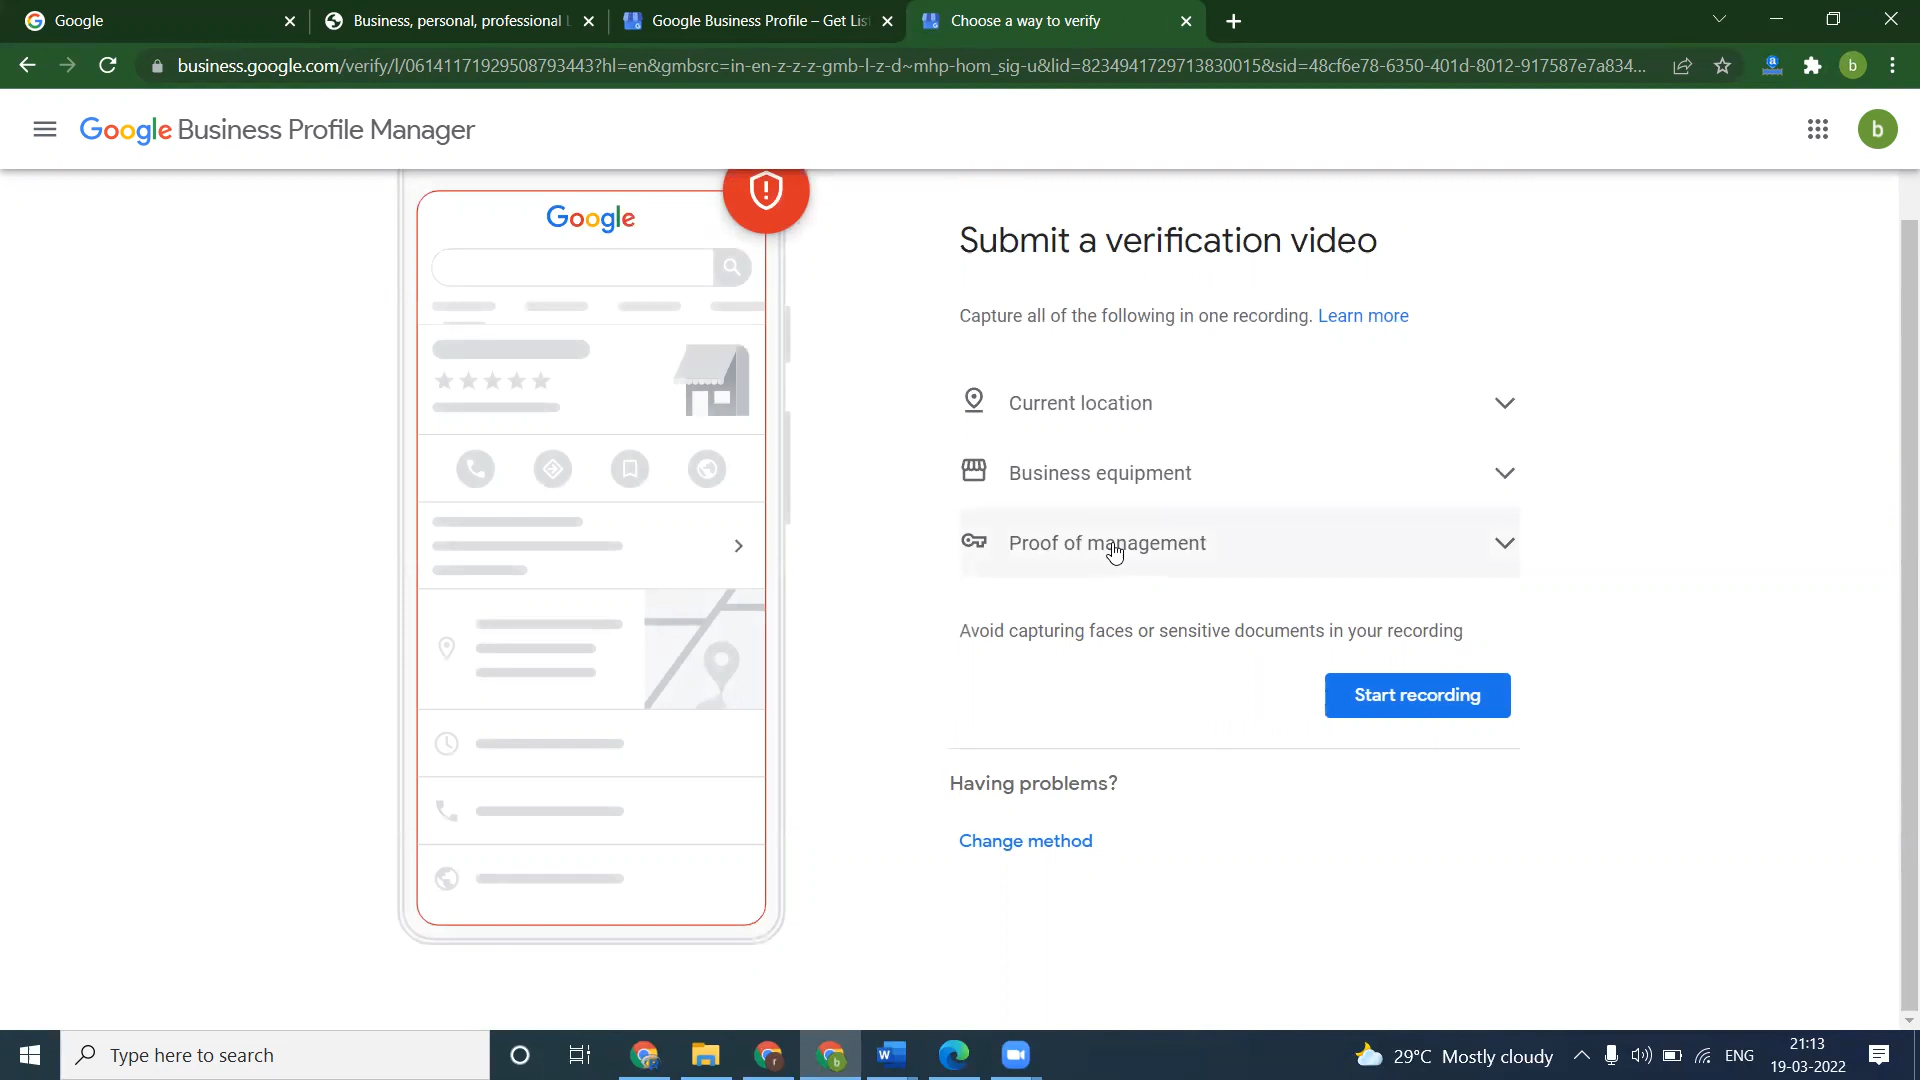 Google
Business, personal, professional
Google Business Profile – Get Lis
Choose a way to verify
business.google.com/verify/l/06141171929508793443?hl=en&gmbsrc=in-en-z-z-z-gmb-l-z-d~mhp-hom_sig-u&lid=8234941729713830015&sid=48cf6e78-6350-401d-8012-917587e7a834...
b
Google Business Profile Manager
b
Google
Submit a verification video
Capture all of the following in one recording. Learn more
Current location
Business equipment
Proof of management
Avoid capturing faces or sensitive documents in your recording
Start recording
Having problems?
Change method
Type here to search
29°C Mostly cloudy
ENG
21:13
19-03-2022